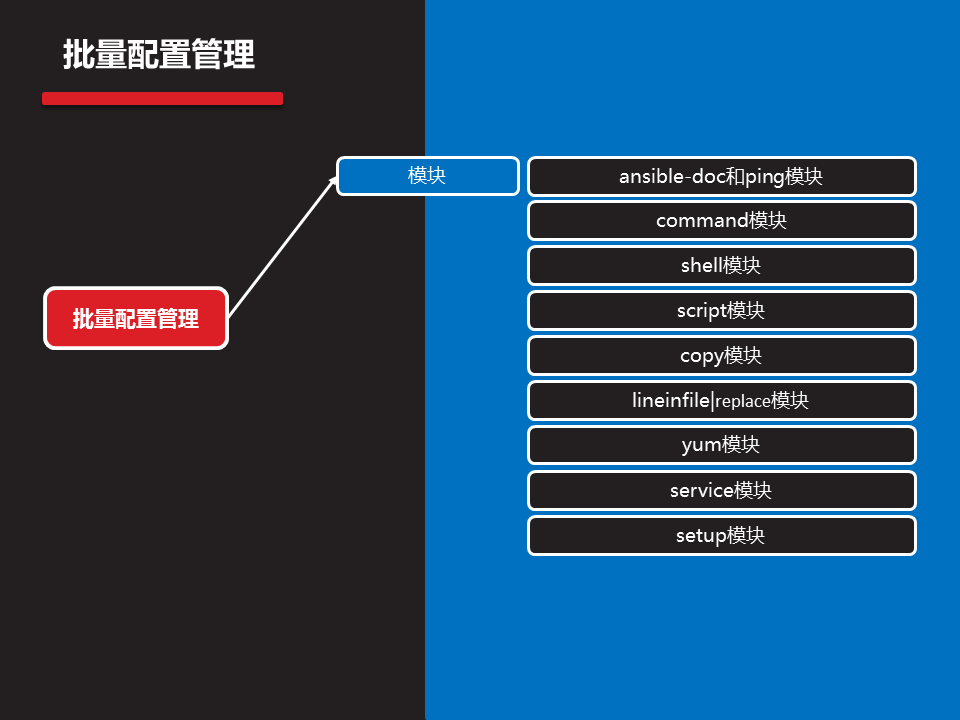 批量配置管理
模块
批量配置管理
ansible-doc和ping模块
command模块
shell模块
script模块
copy模块
lineinfile|replace模块
yum模块
service模块
setup模块